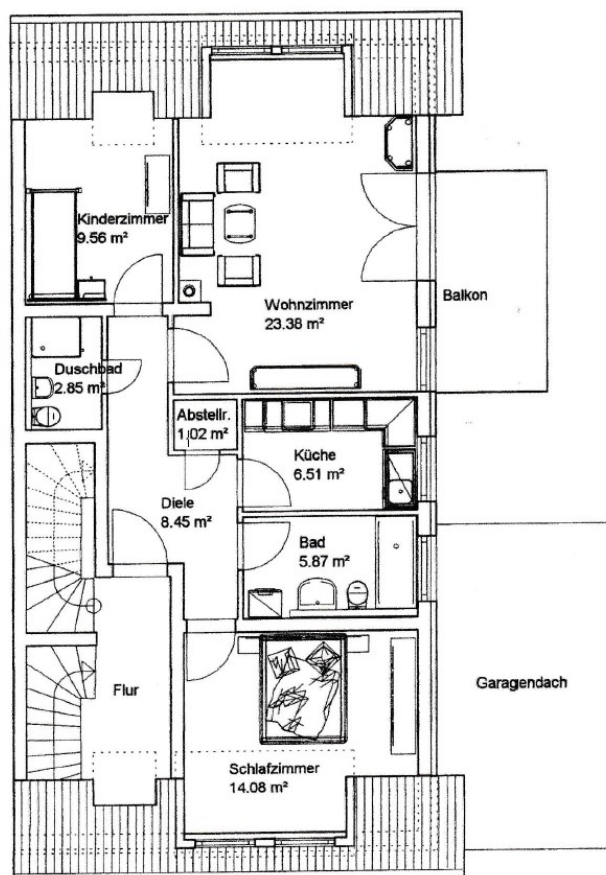 Kinderzimmer
9.56 m²
Wohnzimmer
23.38 m²
Balkon
Duschbad
2.85 m²
Abstellr.
1.02 m²
Küche
6.51 m²
Diele
8.45 m²
Bad
5.87 m²
Flur
Garagendach
Schlafzimmer
14.08 m²